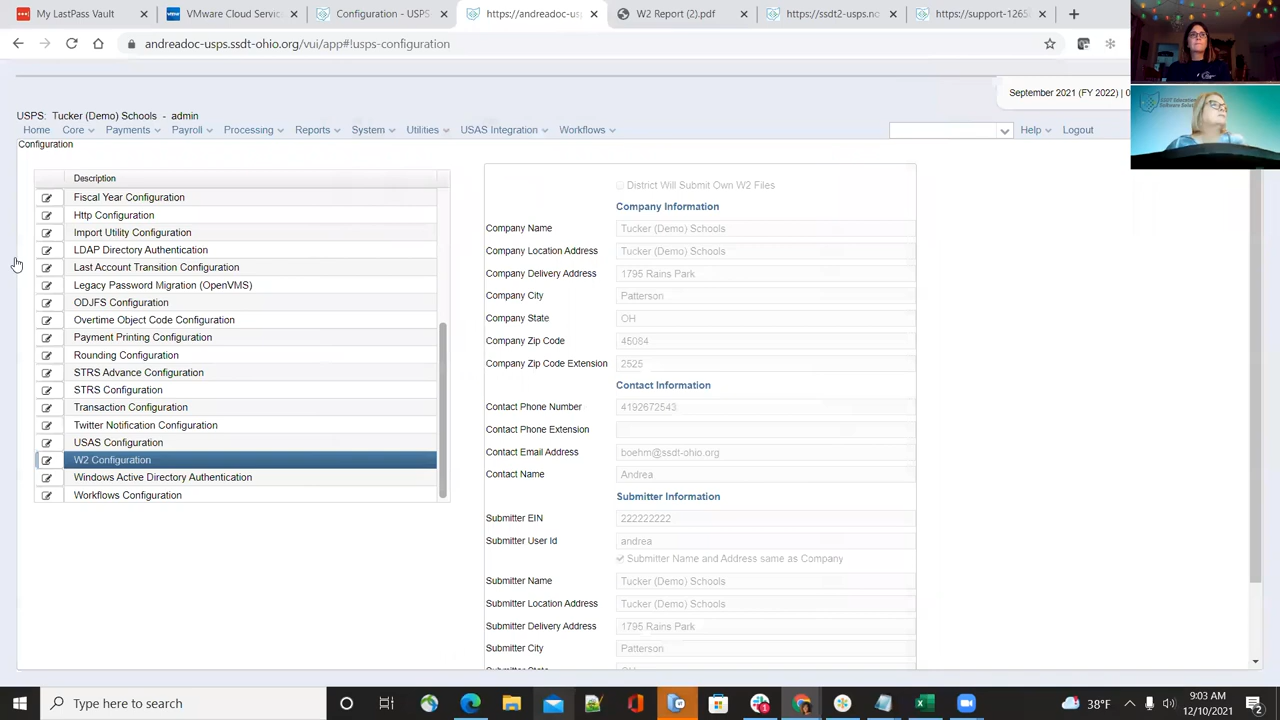 My LastPass Vault
VMware Cloud Servic
Configuration - USPS
https://andreadoc-us
W2 Report (2).pdf
https://ssdt2-usps.nc
https://support-1265
andreadoc-usps.ssdt-ohio.org/vui/app#!usps-configuration
September 2021 (FY 2022) | 0
USPS. Tucker (Demo) Schools - admin
Home Core Payments Payroll Processing Reports System Utilities USAS Integration Workflows Help Logout
Configuration
Description
Fiscal Year Configuration
Http Configuration
Import Utility Configuration
LDAP Directory Authentication
Last Account Transition Configuration
Legacy Password Migration (OpenVMS)
ODJFS Configuration
Overtime Object Code Configuration
Payment Printing Configuration
Rounding Configuration
STRS Advance Configuration
STRS Configuration
Transaction Configuration
Twitter Notification Configuration
USAS Configuration
W2 Configuration
Windows Active Directory Authentication
Workflows Configuration
District Will Submit Own W2 Files
Company Information
Company Name Tucker (Demo) Schools
Company Location Address Tucker (Demo) Schools
Company Delivery Address 1795 Rains Park
Company City Patterson
Company State OH
Company Zip Code 45084
Company Zip Code Extension 2525
Contact Information
Contact Phone Number 4192672543
Contact Phone Extension
Contact Email Address boehm@ssdt-ohio.org
Contact Name Andrea
Submitter Information
Submitter EIN 222222222
Submitter User Id andrea
Submitter Name and Address same as Company
Submitter Name Tucker (Demo) Schools
Submitter Location Address Tucker (Demo) Schools
Submitter Delivery Address 1795 Rains Park
Submitter City Patterson
Submitter State OH
Type here to search
38°F
9:03 AM
12/10/2021
2